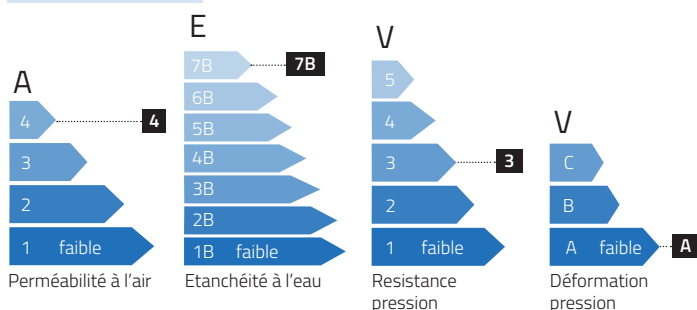 A
4
4
3
2
1 faible
Perméabilité à l'air
E
7B
7B
6B
5B
4B
3B
2B
1B faible
Etanchéité à l'eau
V
5
4
3
3
2
1 faible
Resistance
pression
V
C
B
A faible
A
Déformation
pression